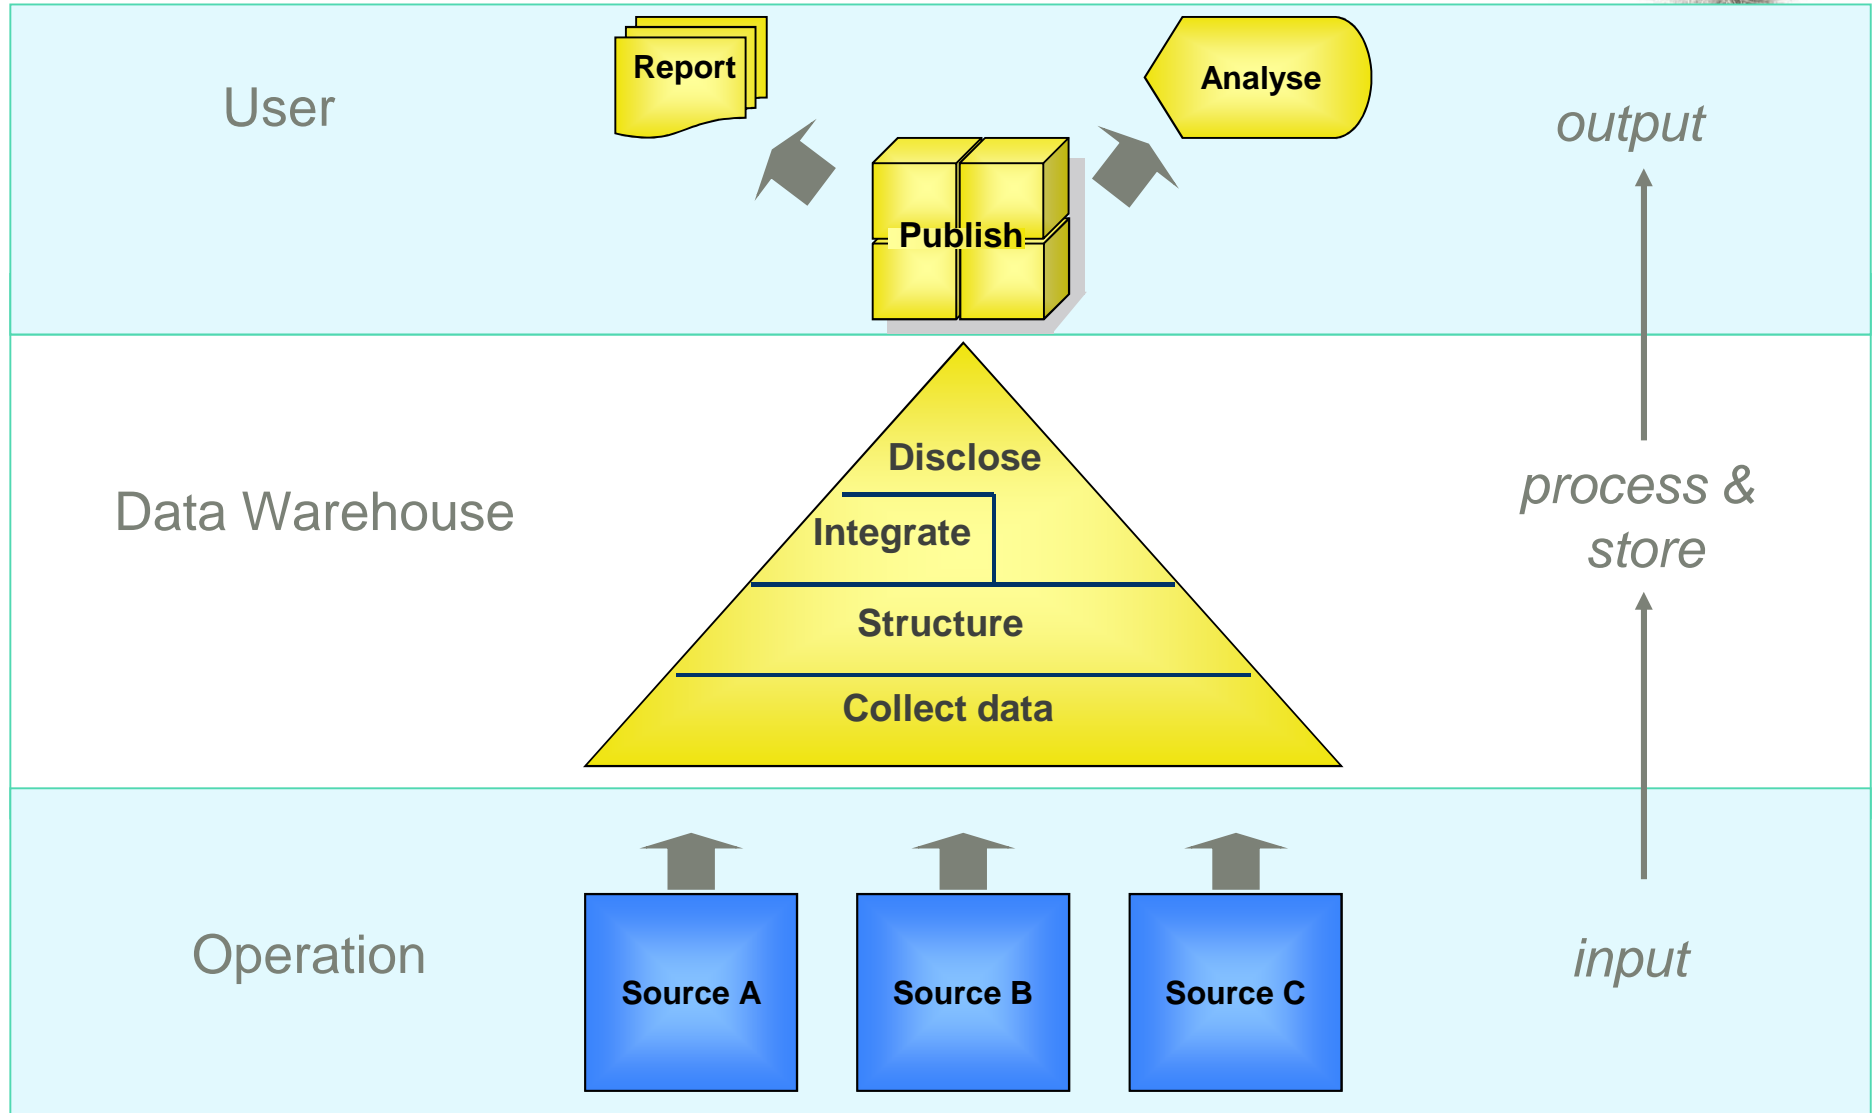 Report
Analyse
User
output
Publish
Disclose
Data Warehouse
process &
store
Integrate
Structure
Collect data
Operation
input
Source A
Source B
Source C